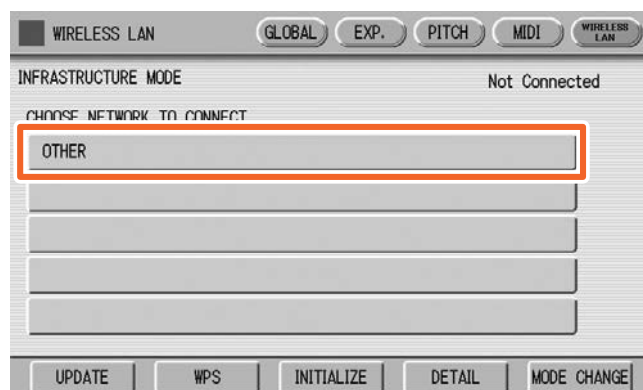 WIRELESS LAN GLOBAL EXP. PITCH MIDI WIRELESS LAN
INFRASTRUCTURE MODE Not Connected
CHOOSE NETWORK TO CONNECT
OTHER
UPDATE WPS INITIALIZE DETAIL MODE CHANGE